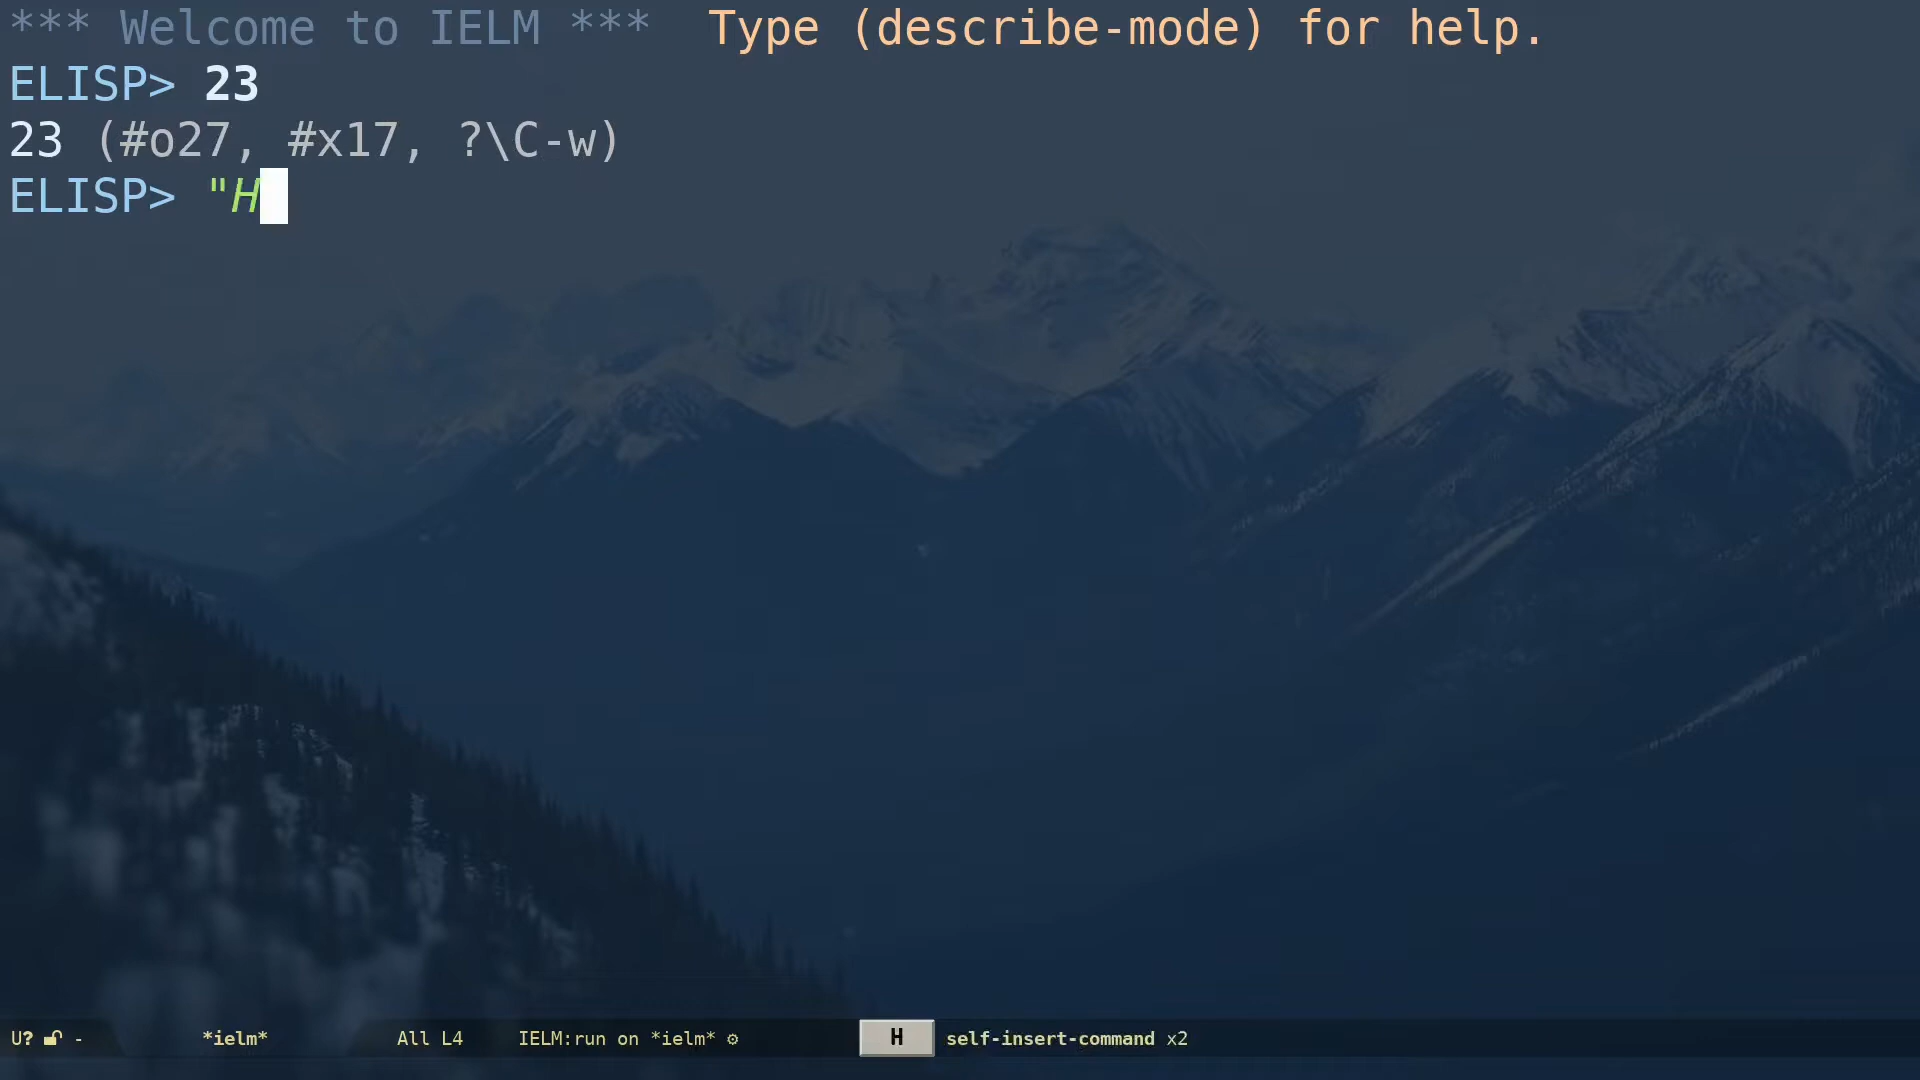 *** Welcome to IELM ***  Type (describe-mode) for help.
ELISP> 23
23 (#o27, #x17, ?\C-w)
ELISP> "H
U? - *ielm* All L4 IELM:run on *ielm* ⚙ H self-insert-command x2